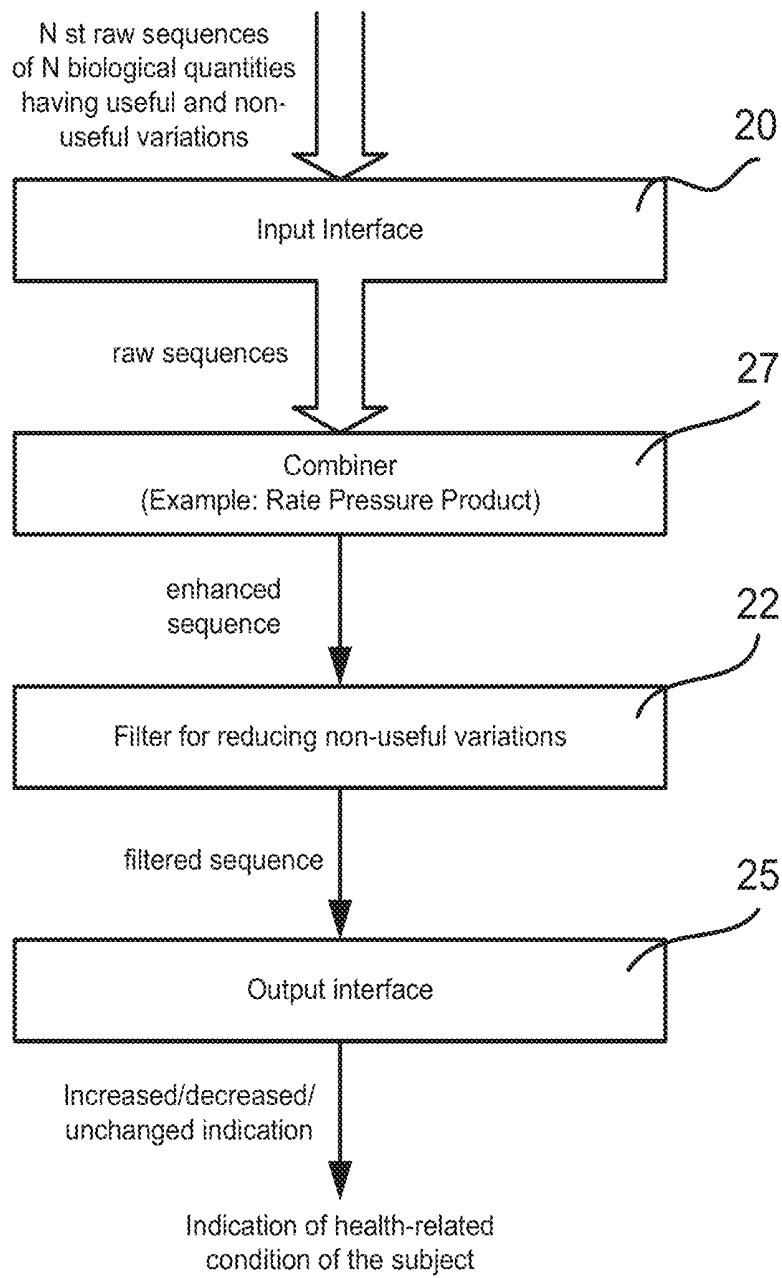 N st raw sequences
of N biological quantities
having useful and non-
useful variations
20
Input Interface
raw sequences
27
Combiner
(Example: Rate Pressure Product)
enhanced
sequence
22
Filter for reducing non-useful variations
filtered sequence
25
Output interface
Increased/decreased/
unchanged indication
Indication of health-related
condition of the subject